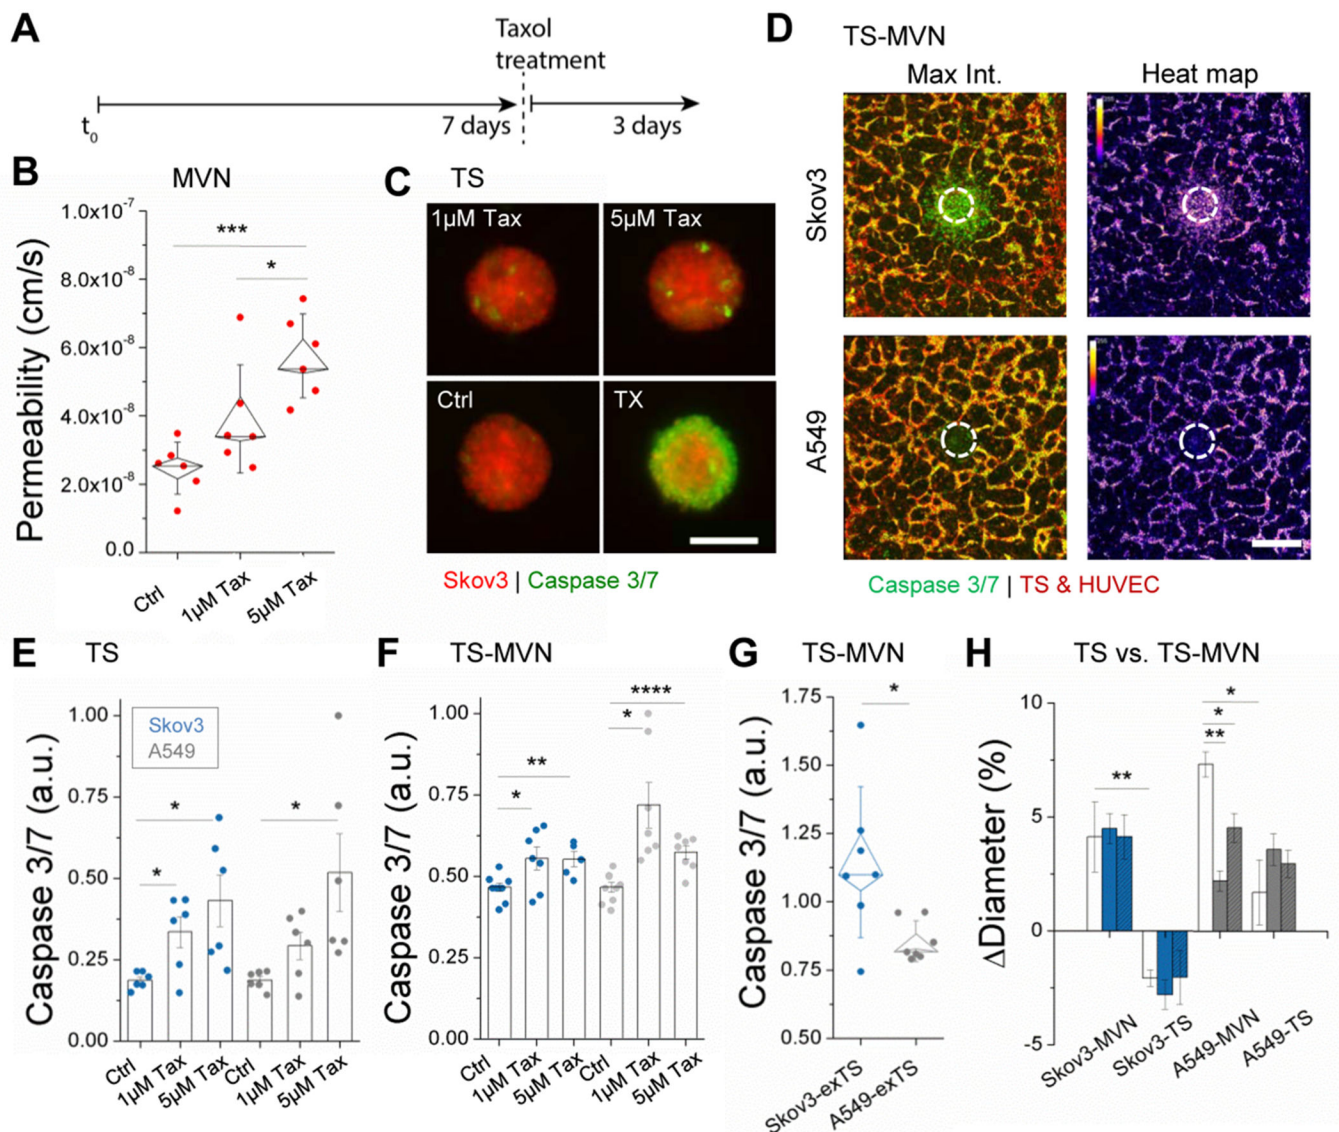 A
Taxol
treatment
t0
7 days
3 days
B
MVN
Permeability (cm/s)
1.0x10-7
8.0x10-8
6.0x10-8
4.0x10-8
2.0x10-8
0.0
***
*
Ctrl
1µM Tax
5µM Tax
C
TS
1µM Tax
5µM Tax
Ctrl
TX
Skov3 | Caspase 3/7
D
TS-MVN
Max Int.
Heat map
Skov3
A549
Caspase 3/7 | TS & HUVEC
E
TS
Caspase 3/7 (a.u.)
1.00
0.75
0.50
0.25
0.00
Skov3
A549
*
*
*
Ctrl
1µM Tax
5µM Tax
Ctrl
1µM Tax
5µM Tax
F
TS-MVN
Caspase 3/7 (a.u.)
1.00
0.75
0.50
0.25
0.00
****
*
**
*
Ctrl
1µM Tax
5µM Tax
Ctrl
1µM Tax
5µM Tax
G
TS-MVN
Caspase 3/7 (a.u.)
1.75
1.50
1.25
1.00
0.75
0.50
*
Skov3-exTS
A549-exTS
H
TS vs. TS-MVN
ΔDiameter (%)
10
5
0
-5
*
*
**
**
Skov3-MVN
Skov3-TS
A549-MVN
A549-TS